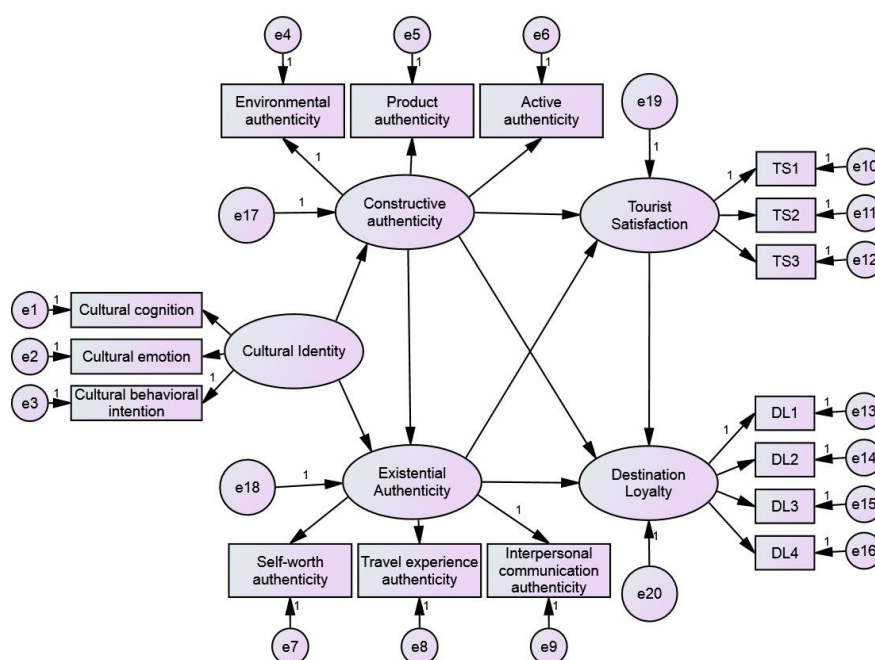 e4
e5
e6
1
1
1
Environmental
authenticity
Product
authenticity
Active
authenticity
e19
1
1
e17
1
Constructive
authenticity
Tourist
Satisfaction
1
TS1
1
e10
TS2
1
e11
TS3
1
e12
e1
1
Cultural cognition
e2
1
Cultural emotion
e3
1
Cultural behavioral
intention
1
Cultural Identity
e18
1
Existential
Authenticity
Destination
Loyalty
1
DL1
1
e13
DL2
1
e14
DL3
1
e15
DL4
1
e16
1
Self-worth
authenticity
Travel experience
authenticity
Interpersonal
communication
authenticity
1
1
1
1
e7
e8
e9
e20